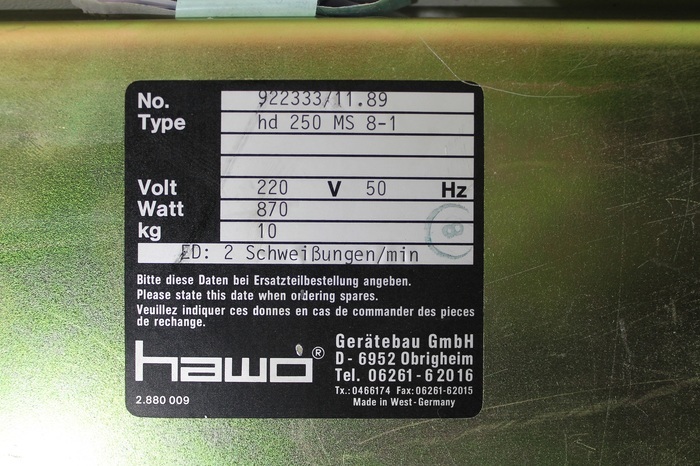 No. 922333/11.89
Type hd 250 MS 8-1
Volt 220 V 50 Hz
Watt 870
kg 10
ED: 2 Schweißungen/min
8
Bitte diese Daten bei Ersatzteilbestellung angeben.
Please state this date when ordering spares.
Veuillez indiquer ces donnes en cas de commander des pieces
de rechange.
hawo®
Gerätebau GmbH
D- 6952 Obrigheim
Tel. 06261-62016
Tx.: 0466174 Fax:06261-62015
Made in West-Germany
2.880 009